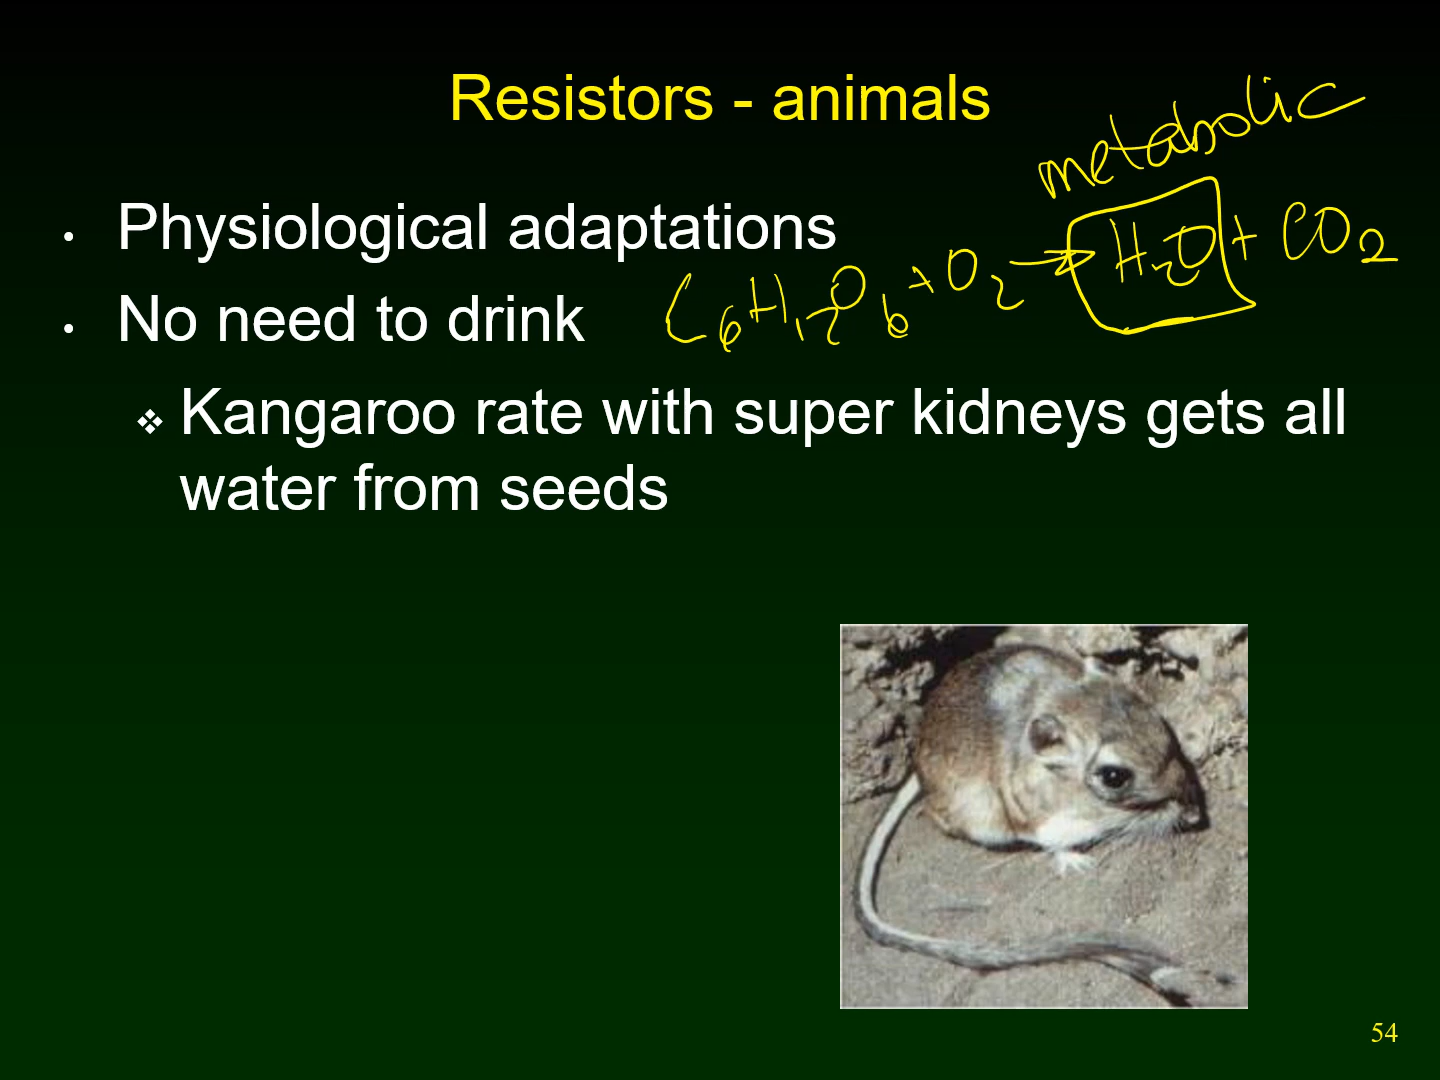 Resistors - animals
metabolic
• Physiological adaptations
C6H12O6 + O2 → H2O + CO2
• No need to drink
❖ Kangaroo rate with super kidneys gets all
water from seeds
54